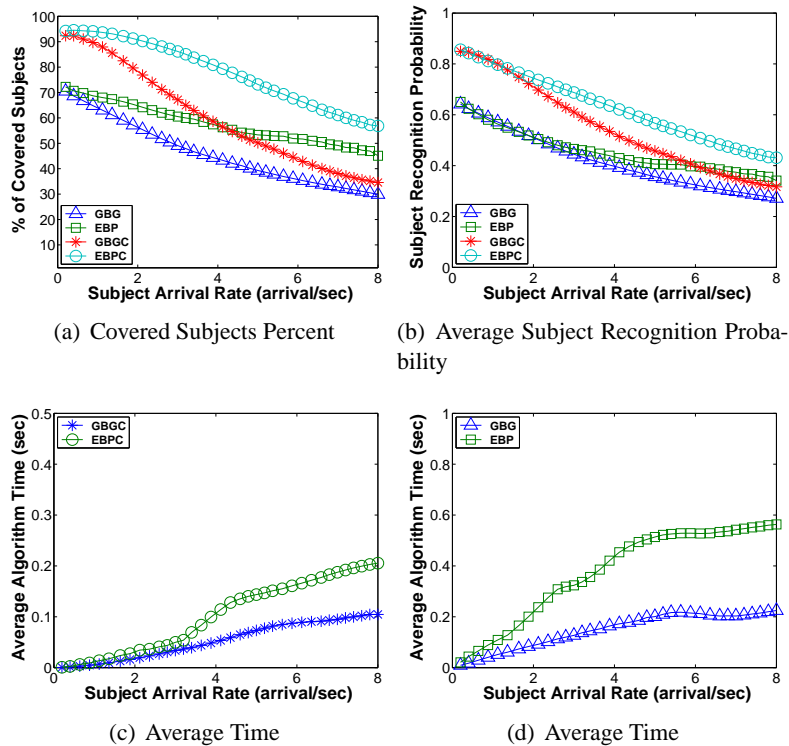 100
90
80
70
60
50
40
30
20
10
0 2 4 6 8
% of Covered Subjects
Subject Arrival Rate (arrival/sec)
GBG
EBP
GBGC
EBPC
(a) Covered Subjects Percent
1
0.8
0.6
0.4
0.2
0
0 2 4 6 8
Subject Recognition Probability
Subject Arrival Rate (arrival/sec)
GBG
EBP
GBGC
EBPC
(b) Average Subject Recognition Proba-
bility
0.5
0.4
0.3
0.2
0.1
0
0 2 4 6 8
Average Algorithm Time (sec)
Subject Arrival Rate (arrival/sec)
GBGC
EBPC
(c) Average Time
1
0.8
0.6
0.4
0.2
0
0 2 4 6 8
Average Algorithm Time (sec)
Subject Arrival Rate (arrival/sec)
GBG
EBP
(d) Average Time